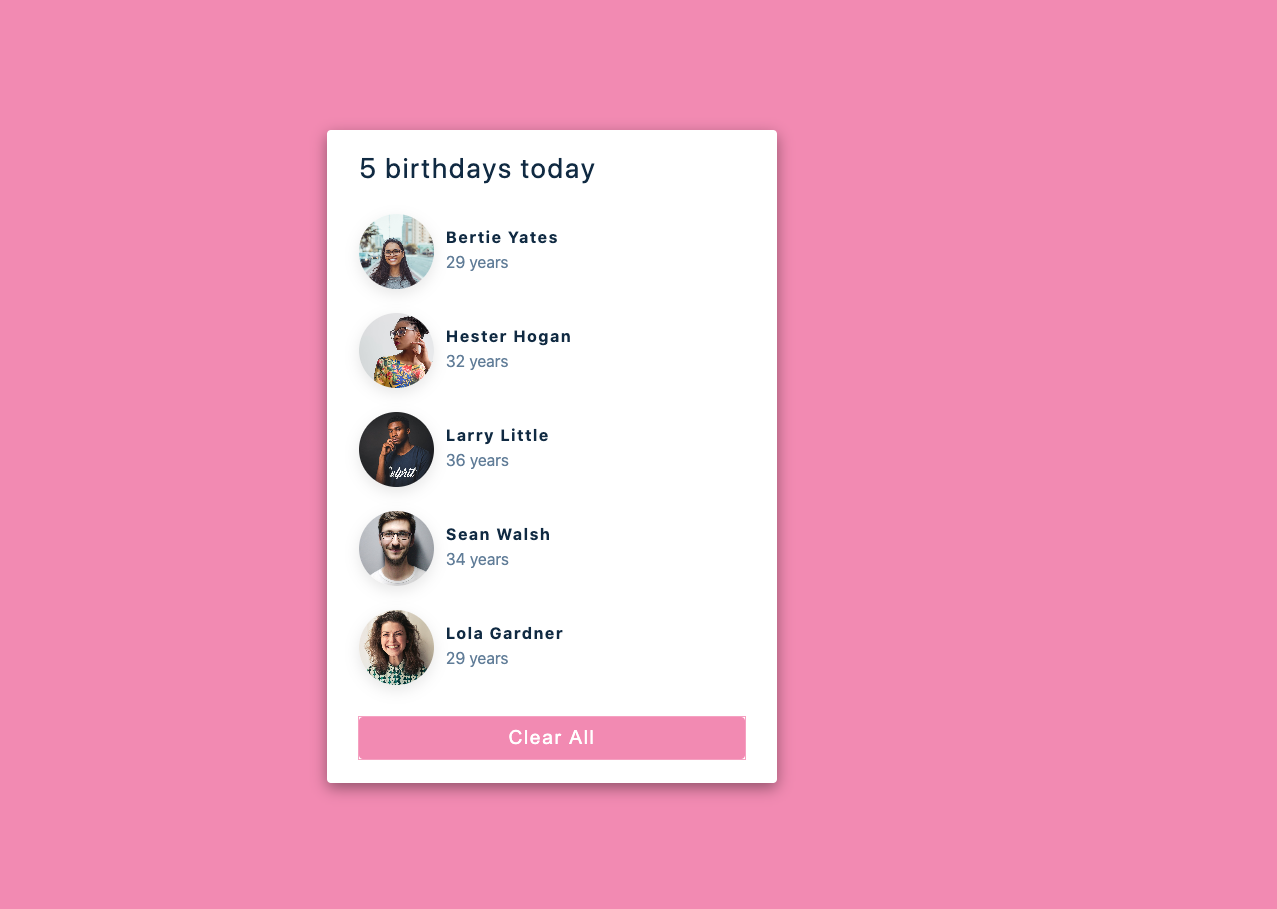 5 birthdays today
Bertie Yates
29 years
Hester Hogan
32 years
Larry Little
36 years
Sean Walsh
34 years
Lola Gardner
29 years
Clear All